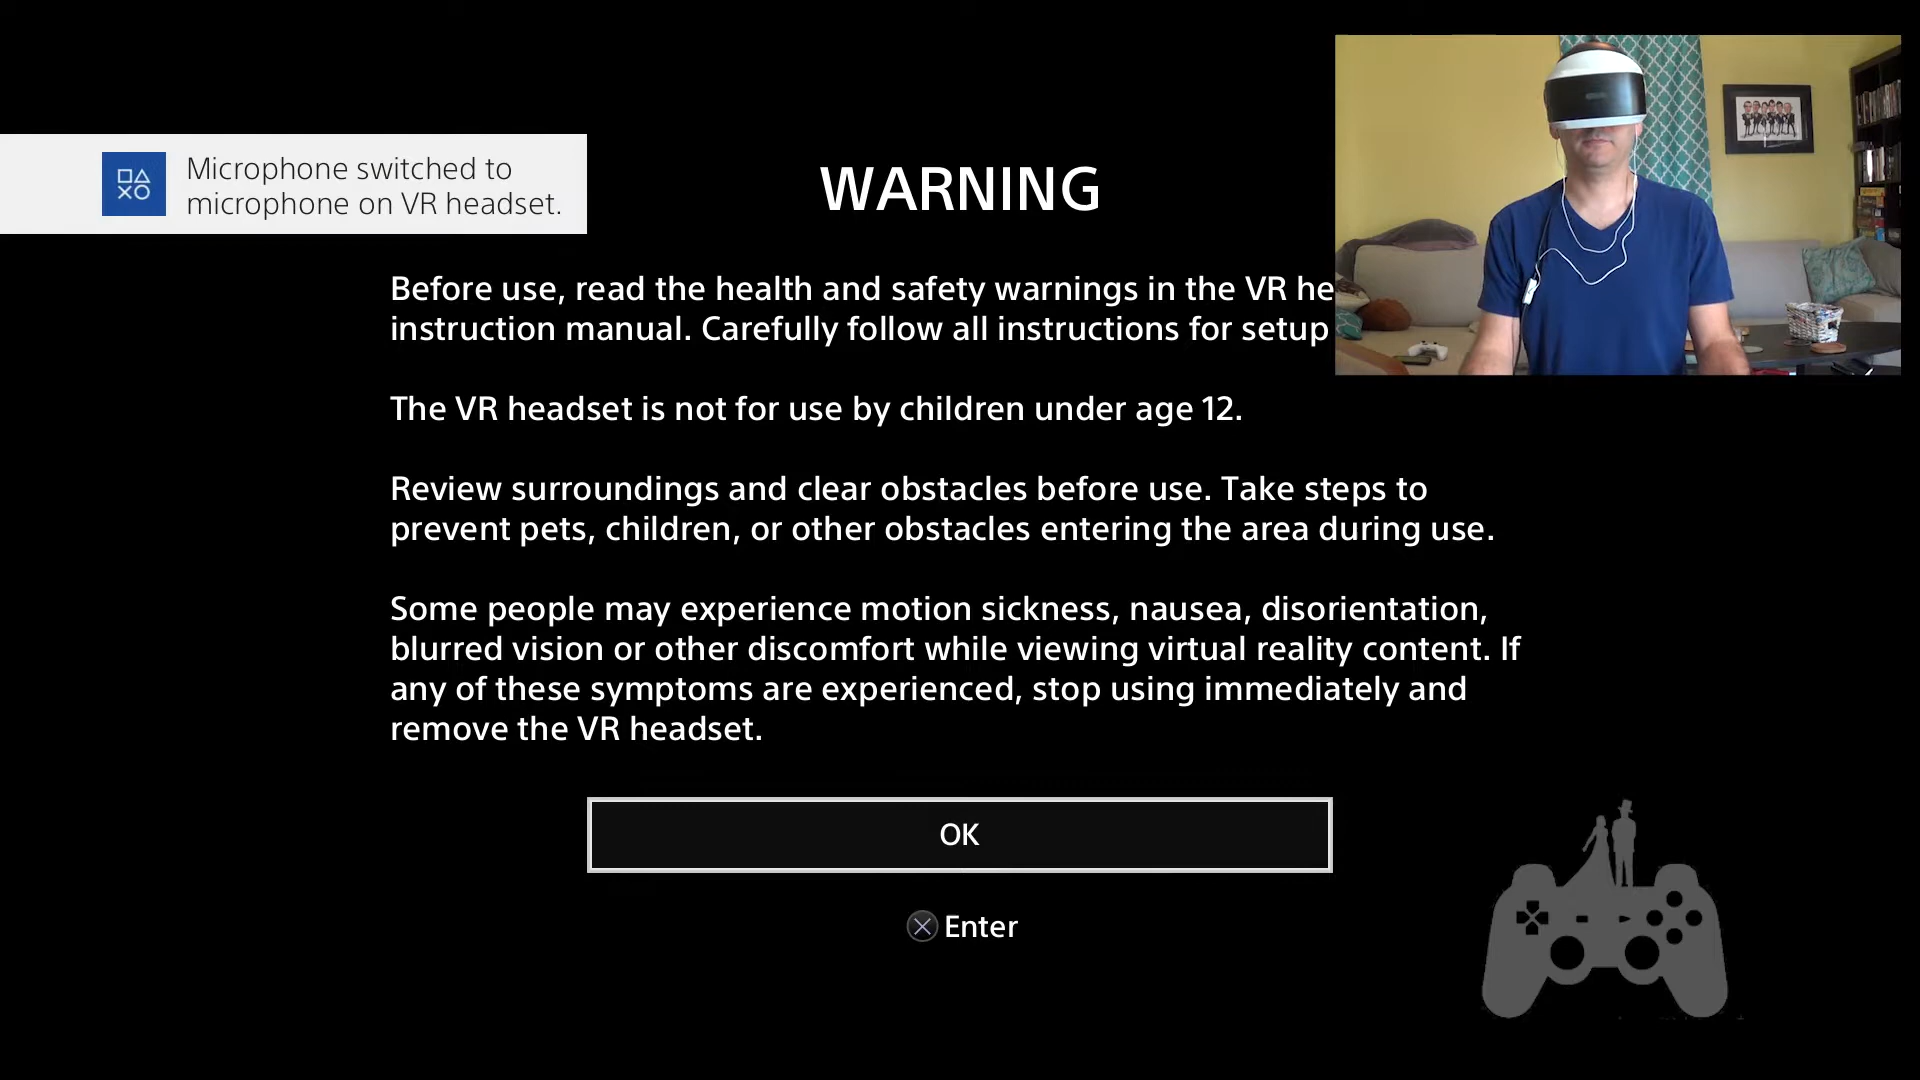 Microphone switched to
microphone on VR headset.
WARNING
Before use, read the health and safety warnings in the VR he
instruction manual. Carefully follow all instructions for setup
The VR headset is not for use by children under age 12.
Review surroundings and clear obstacles before use. Take steps to
prevent pets, children, or other obstacles entering the area during use.
Some people may experience motion sickness, nausea, disorientation,
blurred vision or other discomfort while viewing virtual reality content. If
any of these symptoms are experienced, stop using immediately and
remove the VR headset.
OK
Enter